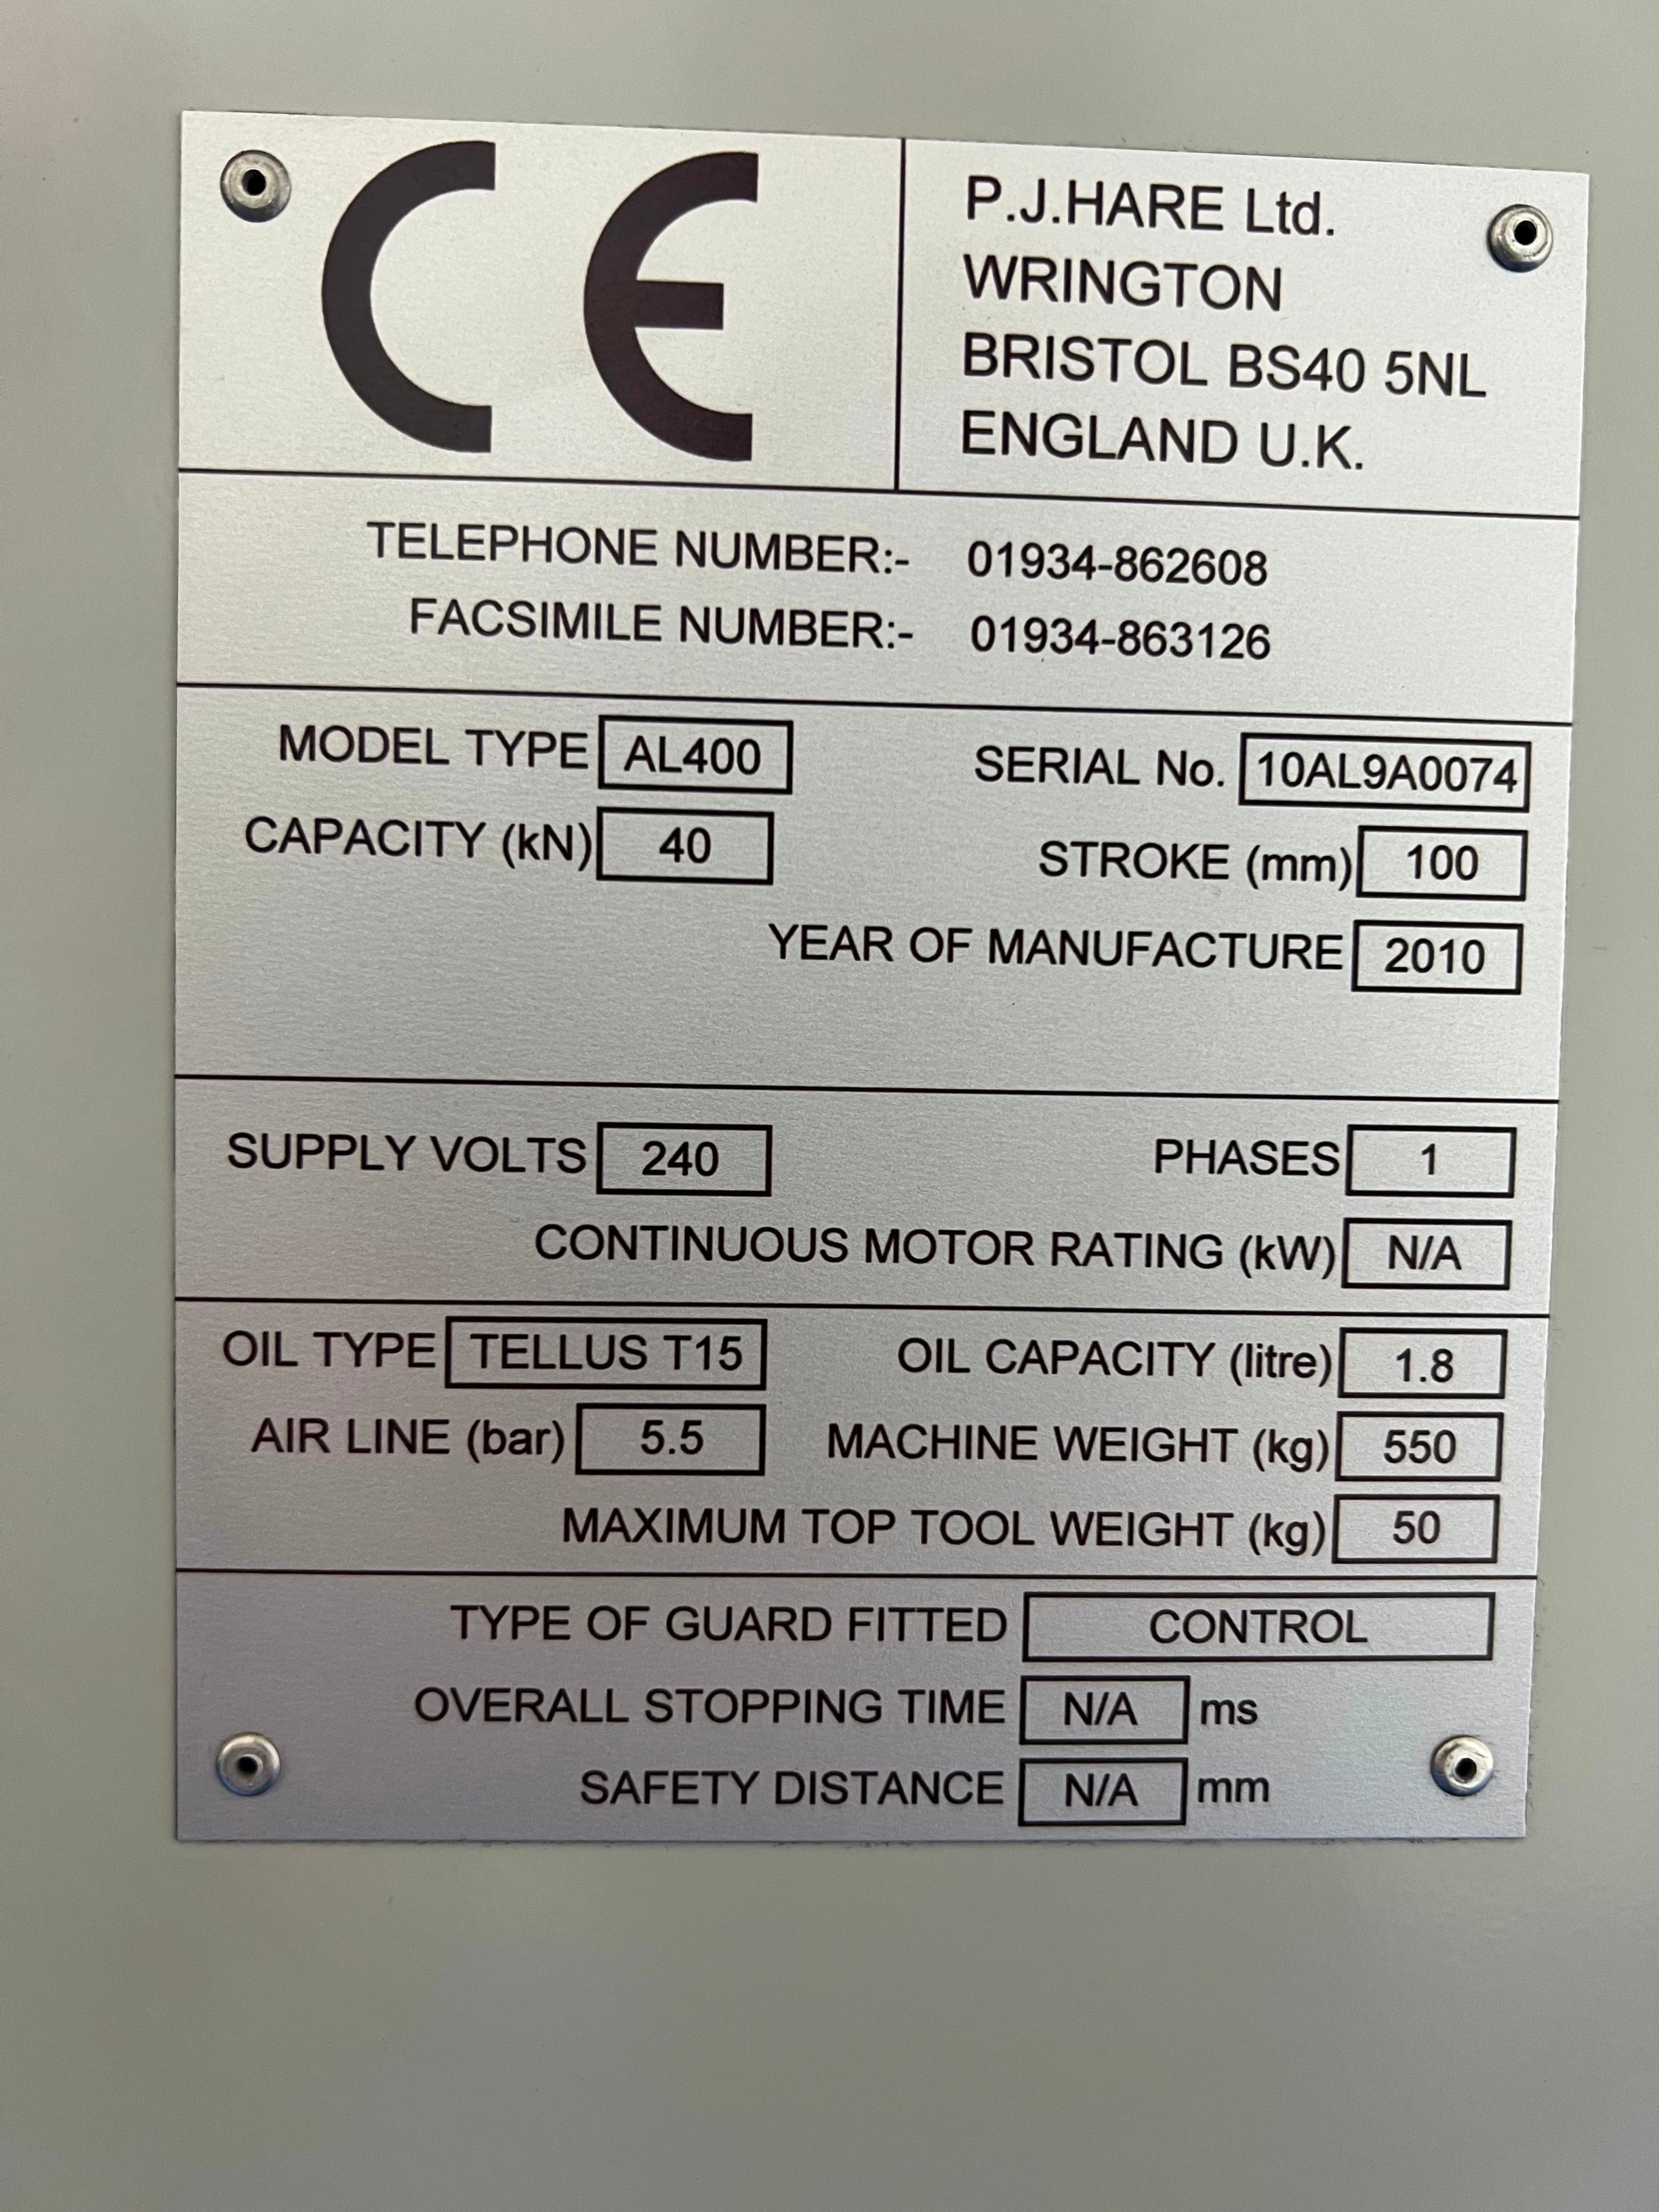 CE
P.J.HARE Ltd.
WRINGTON
BRISTOL BS40 5NL
ENGLAND U.K.
TELEPHONE NUMBER:- 01934-862608
FACSIMILE NUMBER:- 01934-863126
MODEL TYPE AL400 SERIAL No. 10AL9A0074
CAPACITY (kN) 40 STROKE (mm) 100
YEAR OF MANUFACTURE 2010
SUPPLY VOLTS 240 PHASES 1
CONTINUOUS MOTOR RATING (kW) N/A
OIL TYPE TELLUS T15 OIL CAPACITY (litre) 1.8
AIR LINE (bar) 5.5 MACHINE WEIGHT (kg) 550
MAXIMUM TOP TOOL WEIGHT (kg) 50
TYPE OF GUARD FITTED CONTROL
OVERALL STOPPING TIME N/A ms
SAFETY DISTANCE N/A mm